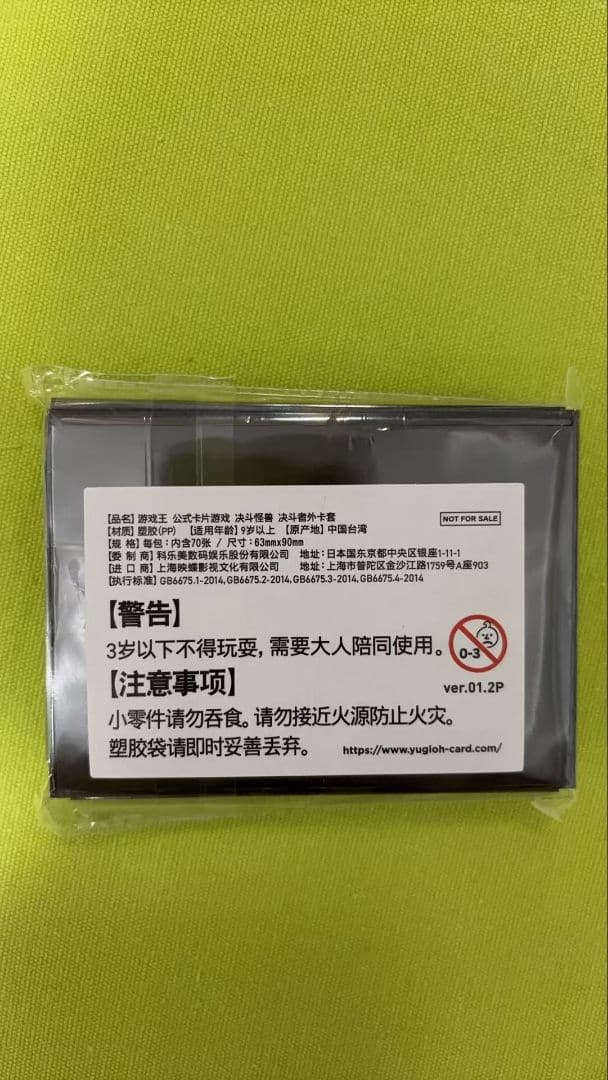 【品名】游戏王 公式卡片游戏 决斗怪兽 决斗者外卡套
NOT FOR SALE
【材质】塑胶(PP) 【适用年龄】9岁以上 【原产地】中国台湾
【规 格】每包:内含70张 / 尺寸:63mmx90mm
【委 制 商】科乐美数码娱乐股份有限公司 地址:日本国东京都中央区银座1-11-1
【进 口 商】上海映蝶影视文化有限公司 地址:上海市普陀区金沙江路1759号A座903
【执行标准】GB6675.1-2014,GB6675.2-2014,GB6675.3-2014,GB6675.4-2014
【警告】
3岁以下不得玩耍,需要大人陪同使用。
0-3
【注意事项】
ver.01.2P
小零件请勿吞食。请勿接近火源防止火灾。
塑胶袋请即时妥善丢弃。
https://www.yugioh-card.com/